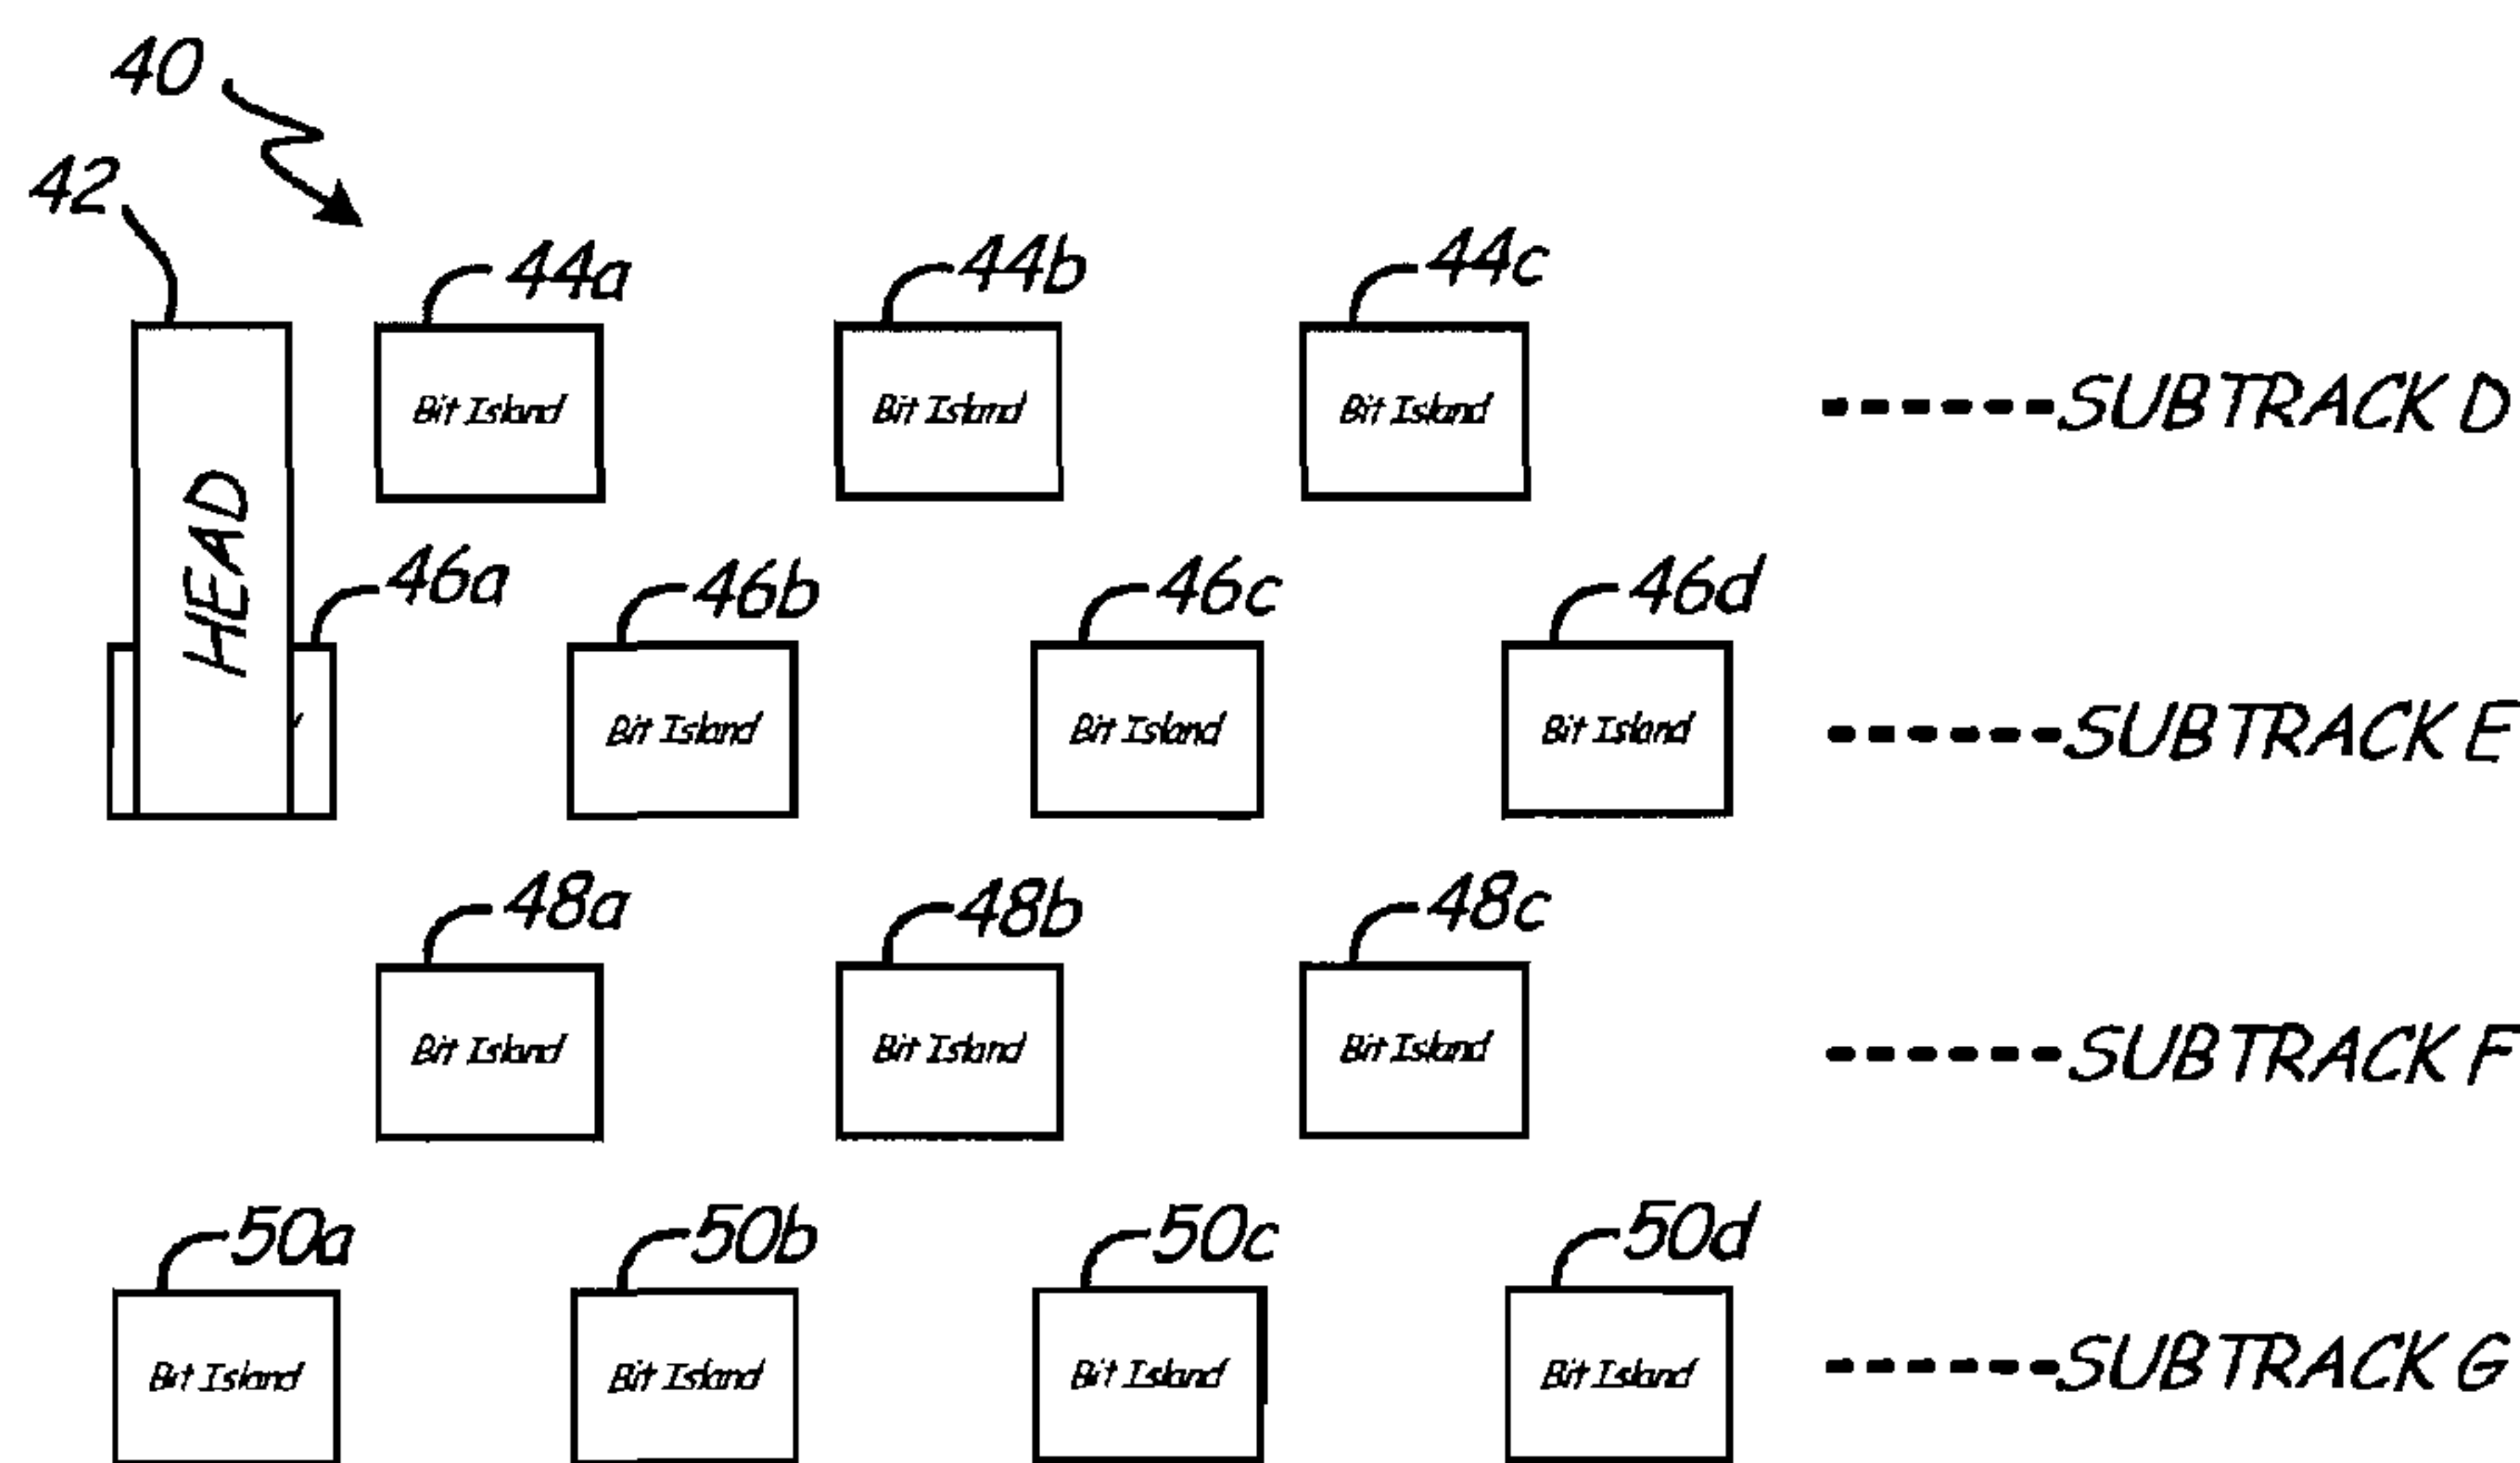 40
42
44a 44b 44c
Bit Island Bit Island Bit Island SUBTRACK D
HEAD
46a 46b 46c 46d
Bit Island Bit Island Bit Island SUBTRACK E
48a 48b 48c
Bit Island Bit Island Bit Island SUBTRACK F
50a 50b 50c 50d
Bit Island Bit Island Bit Island Bit Island SUBTRACK G